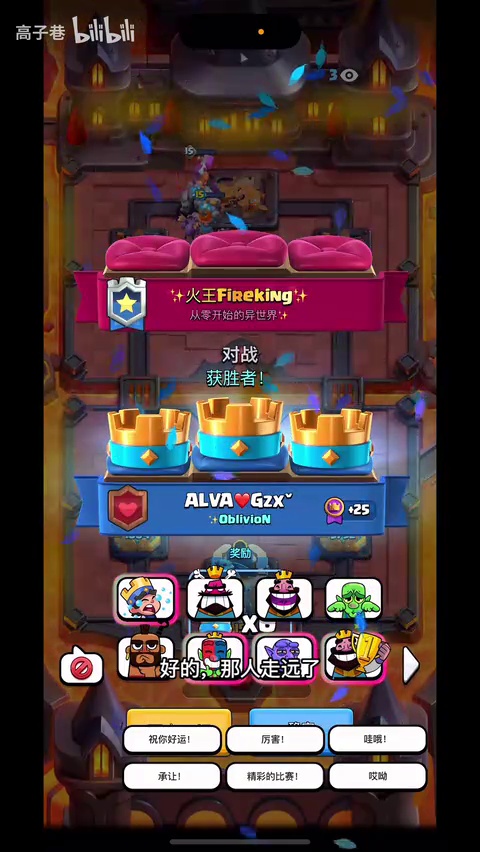 高子巷 bilibili
3
15
15
✨火王Fireking✨
从零开始的异世界✨
对战
获胜者!
ALVA❤️Gzxˇ
✨OblivioN
+25
奖励
好的、那人走远了
祝你好运!
厉害!
哇哦!
承让!
精彩的比赛!
哎呦